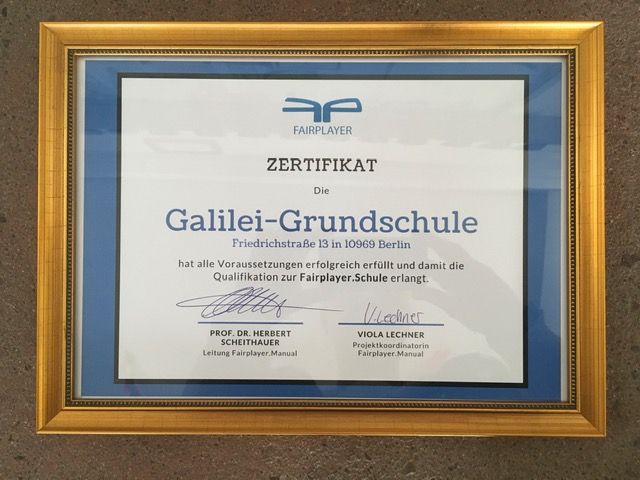 FAIRPLAYER
ZERTIFIKAT
Die
Galilei-Grundschule
Friedrichstraße 13 in 10969 Berlin
hat alle Voraussetzungen erfolgreich erfüllt und damit die
Qualifikation zur Fairplayer.Schule erlangt.
V. Lechner
PROF. DR. HERBERT
SCHEITHAUER
Leitung Fairplayer.Manual
VIOLA LECHNER
Projektkoordinatorin
Fairplayer.Manual